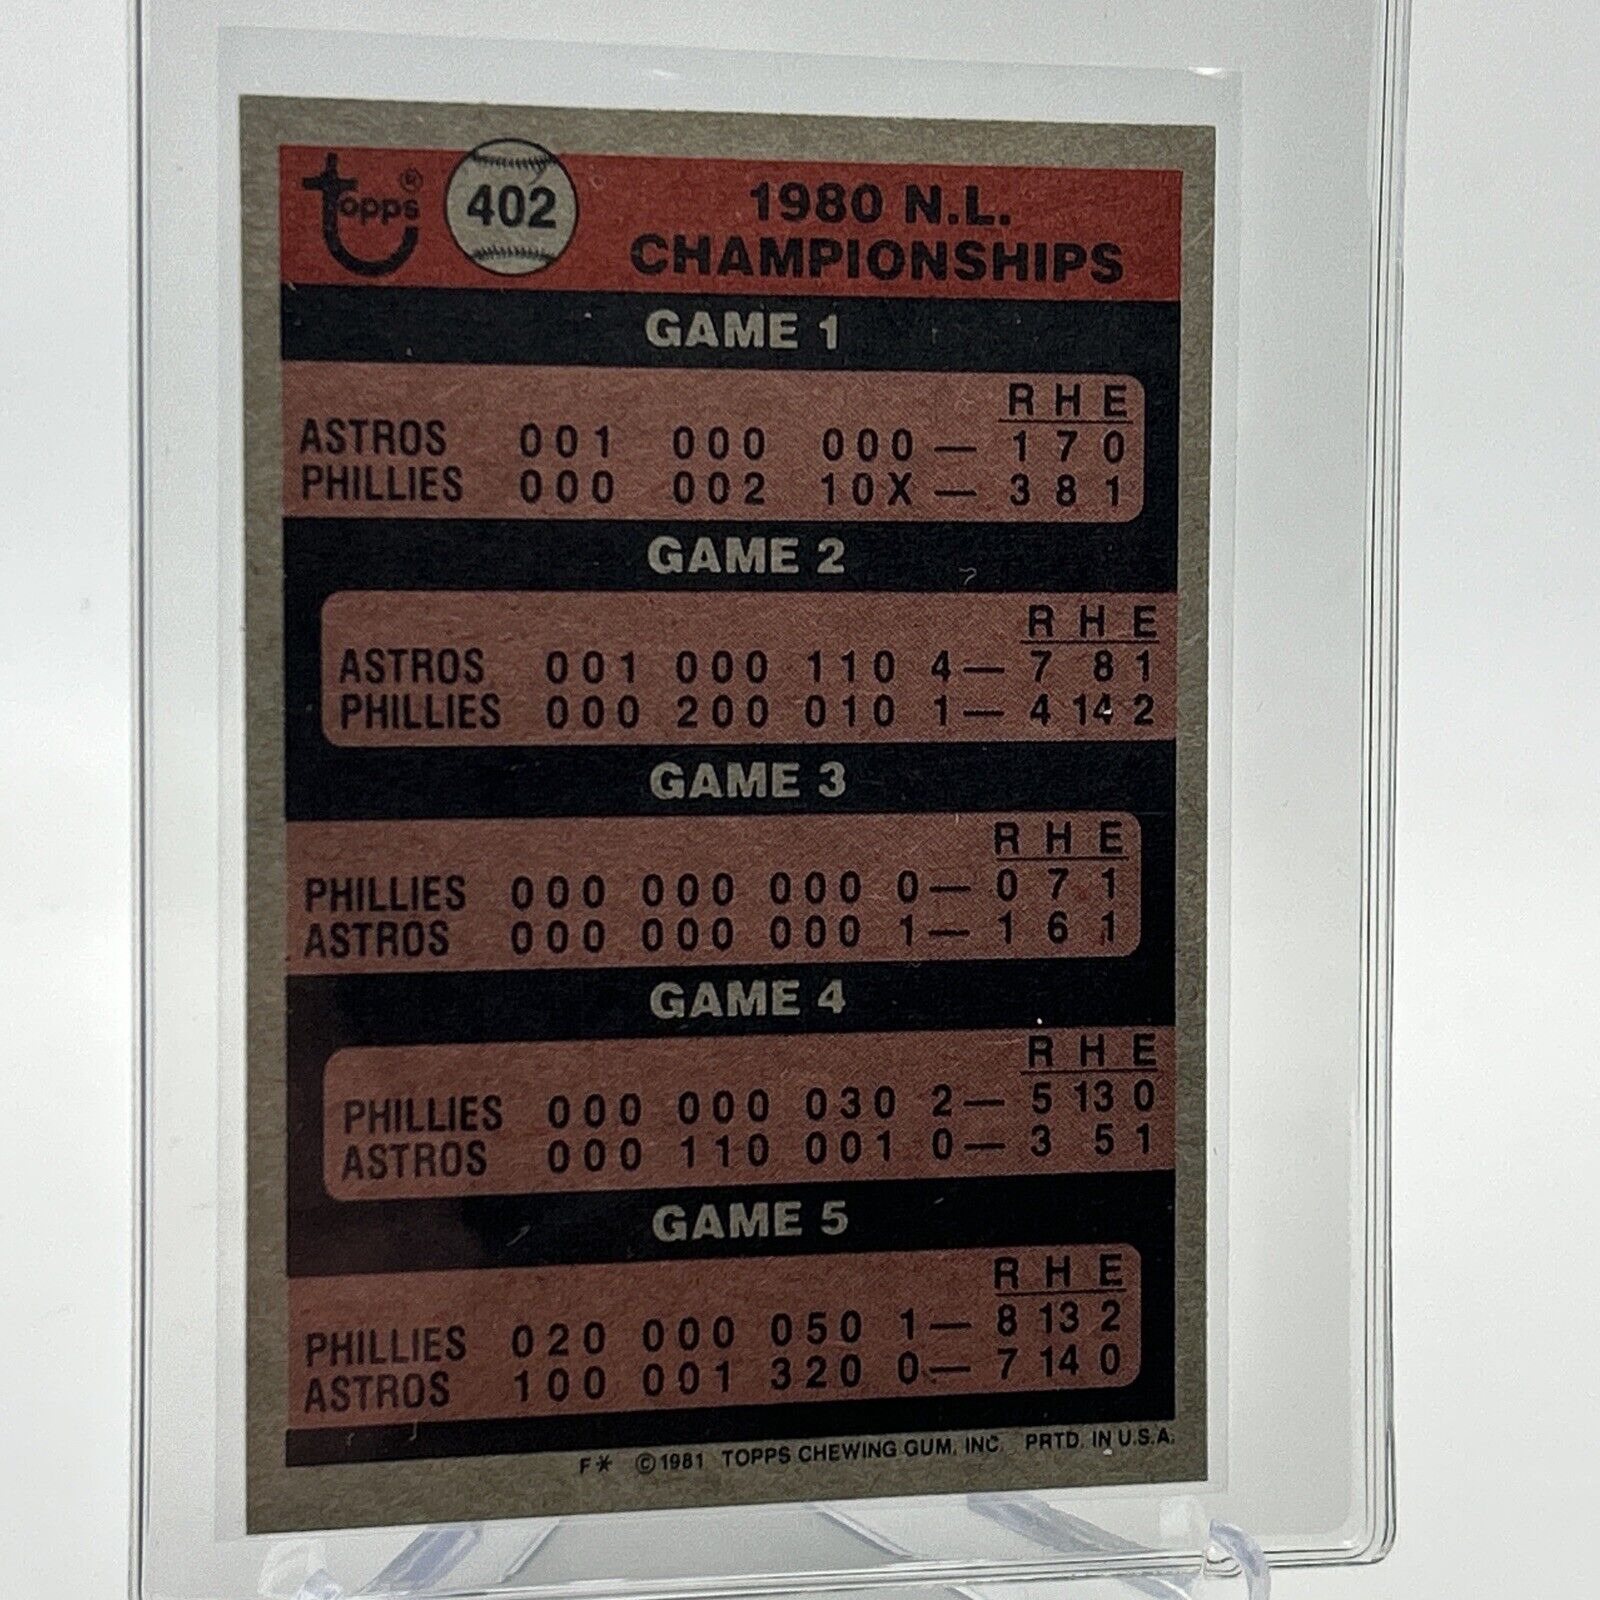 topps® 402 1980 N.L.
CHAMPIONSHIPS
GAME 1
R H E
ASTROS 001 000 000 — 1 7 0
PHILLIES 000 002 10X — 3 8 1
GAME 2
R H E
ASTROS 001 000 110 4 — 7 8 1
PHILLIES 000 200 010 1 — 4 14 2
GAME 3
R H E
PHILLIES 000 000 000 0 — 0 7 1
ASTROS 000 000 000 1 — 1 6 1
GAME 4
R H E
PHILLIES 000 000 030 2 — 5 13 0
ASTROS 000 110 001 0 — 3 5 1
GAME 5
R H E
PHILLIES 020 000 050 1 — 8 13 2
ASTROS 100 001 320 0 — 7 14 0
F* ©1981 TOPPS CHEWING GUM, INC. PRTD. IN U.S.A.